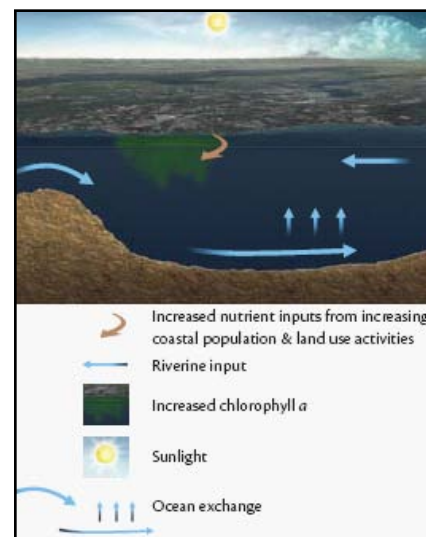 Increased nutrient inputs from increasing
coastal population & land use activities
Riverine input
Increased chlorophyll a
Sunlight
Ocean exchange